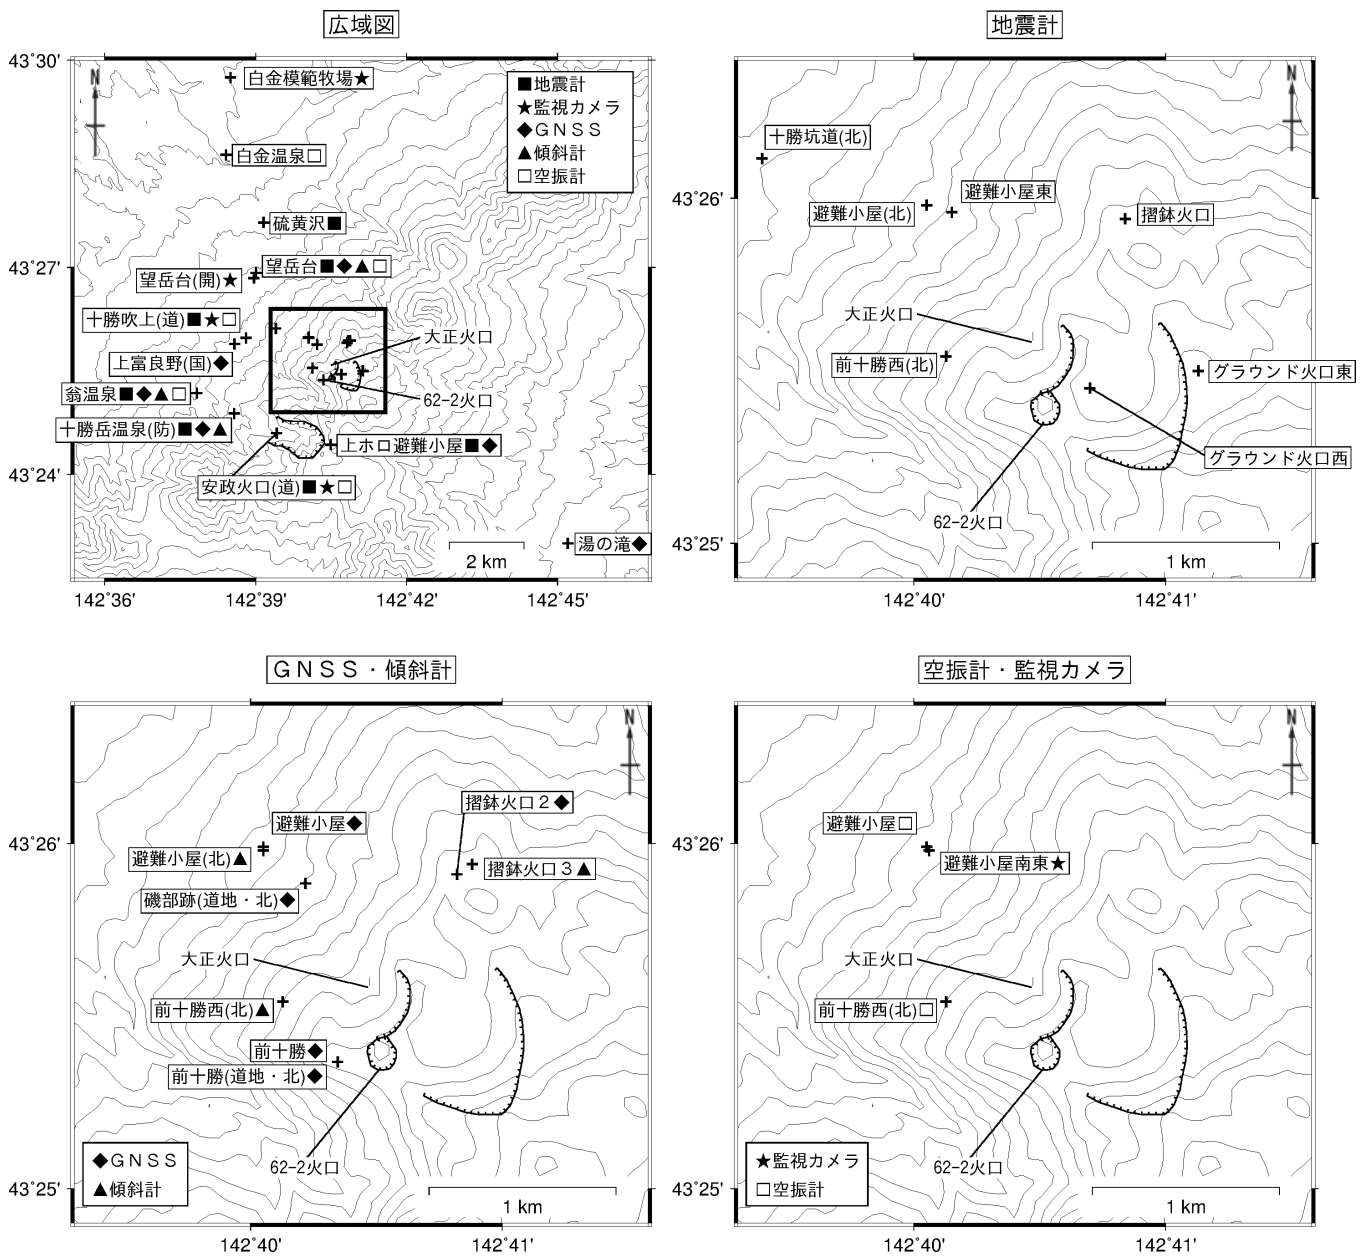 広域図
43°30'
N
白金模範牧場★
■地震計
★監視カメラ
◆GNSS
▲傾斜計
□空振計
白金温泉□
硫黄沢■
43°27'
望岳台■◆▲□
望岳台(開)★
十勝吹上(道)■★□
大正火口
上富良野(国)◆
翁温泉■◆▲□
62-2火口
十勝岳温泉(防)■◆▲
上ホロ避難小屋■◆
43°24'
安政火口(道)■★□
湯の滝◆
2 km
142°36'
142°39'
142°42'
142°45'
地震計
N
十勝坑道(北)
43°26'
避難小屋東
避難小屋(北)
摺鉢火口
大正火口
前十勝西(北)
グラウンド火口東
グラウンド火口西
62-2火口
43°25'
1 km
142°40'
142°41'
GNSS・傾斜計
N
摺鉢火口2◆
避難小屋◆
43°26'
避難小屋(北)▲
摺鉢火口3▲
磯部跡(道地・北)◆
大正火口
前十勝西(北)▲
前十勝◆
前十勝(道地・北)◆
62-2火口
◆GNSS
▲傾斜計
43°25'
1 km
142°40'
142°41'
空振計・監視カメラ
N
避難小屋□
43°26'
避難小屋南東★
大正火口
前十勝西(北)□
62-2火口
★監視カメラ
□空振計
43°25'
1 km
142°40'
142°41'